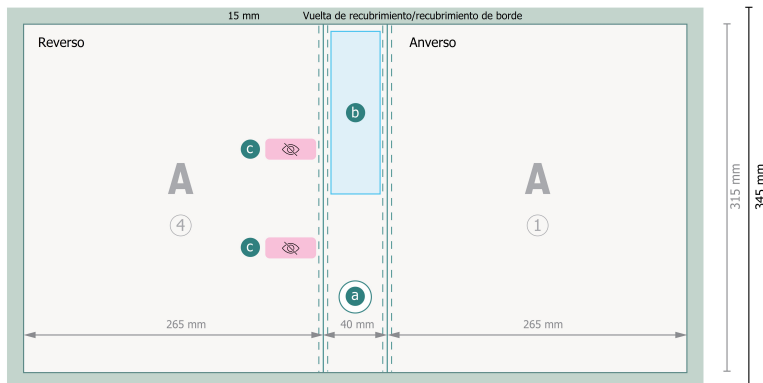 15 mm Vuelta de recubrimiento/recubrimiento de borde
Reverso
Anverso
b
c
A
A
4
1
c
a
265 mm
40 mm
265 mm
315 mm
345 mm